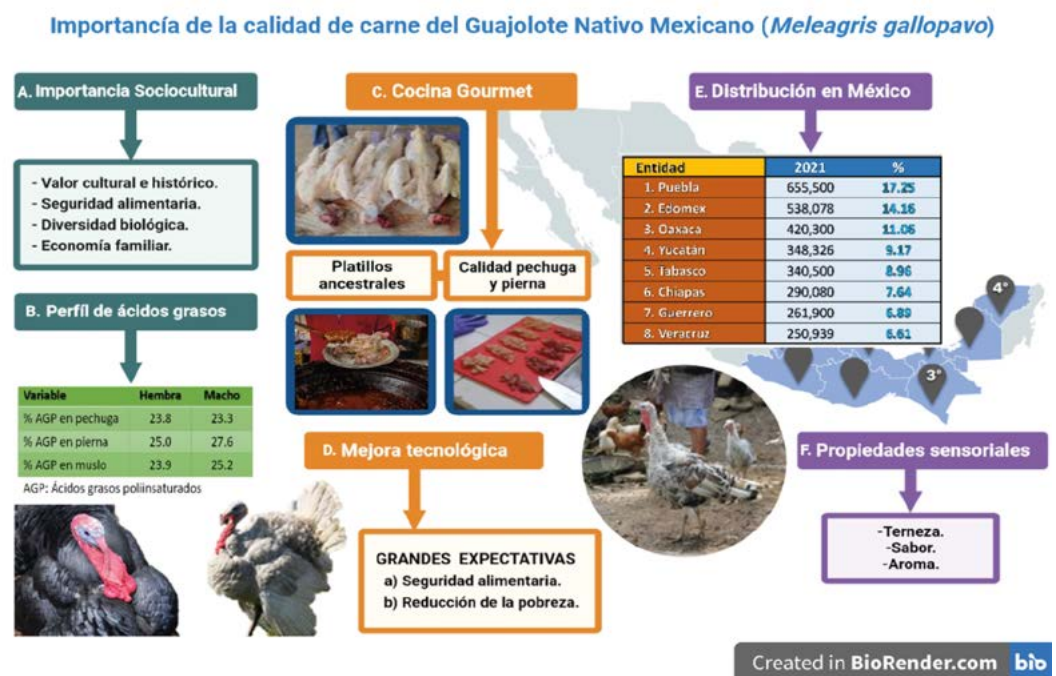 Importancía de la calidad de carne del Guajolote Nativo Mexicano (Meleagris gallopavo)
A. Importancia Sociocultural
- Valor cultural e histórico.
- Seguridad alimentaria.
- Diversidad biológica.
- Economía familiar.
B. Perfíl de ácidos grasos
Variable Hembra Macho
% AGP en pechuga 23.8 23.3
% AGP en pierna 25.0 27.6
% AGP en muslo 23.9 25.2
AGP: Ácidos grasos poliinsaturados
C. Cocina Gourmet
Platillos
ancestrales
Calidad pechuga
y pierna
D. Mejora tecnológica
GRANDES EXPECTATIVAS
a) Seguridad alimentaria.
b) Reducción de la pobreza.
E. Distribución en México
Entidad 2021 %
1. Puebla 655,500 17.25
2. Edomex 538,078 14.16
3. Oaxaca 420,300 11.06
4. Yucatán 348,326 9.17
5. Tabasco 340,500 8.96
6. Chiapas 290,080 7.64
7. Guerrero 261,900 6.89
8. Veracruz 250,939 6.61
4°
3°
F. Propiedades sensoriales
-Terneza.
-Sabor.
-Aroma.
Created in BioRender.com bio